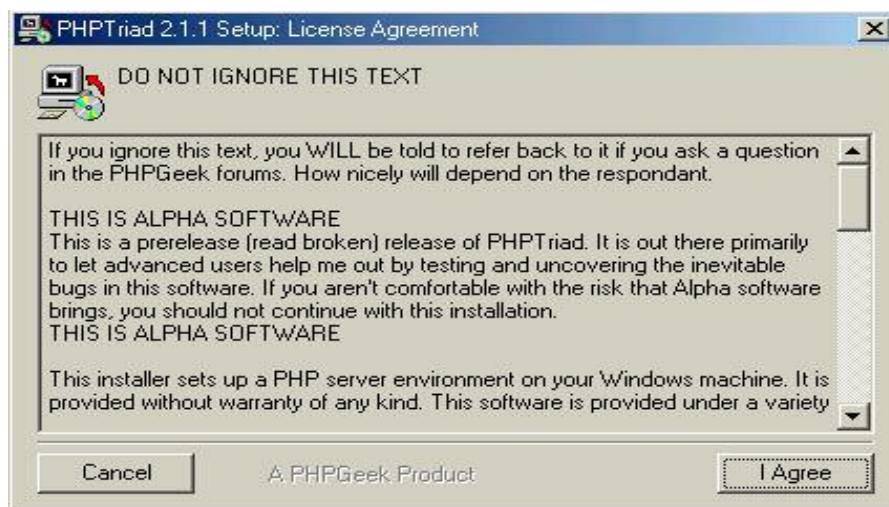 PHPTriad 2.1.1 Setup: License Agreement
DO NOT IGNORE THIS TEXT
If you ignore this text, you WILL be told to refer back to it if you ask a question
in the PHPGeek forums. How nicely will depend on the respondant.
THIS IS ALPHA SOFTWARE
This is a prerelease (read broken) release of PHPTriad. It is out there primarily
to let advanced users help me out by testing and uncovering the inevitable
bugs in this software. If you aren't comfortable with the risk that Alpha software
brings, you should not continue with this installation.
THIS IS ALPHA SOFTWARE
This installer sets up a PHP server environment on your Windows machine. It is
provided without warranty of any kind. This software is provided under a variety
Cancel
A PHPGeek Product
I Agree